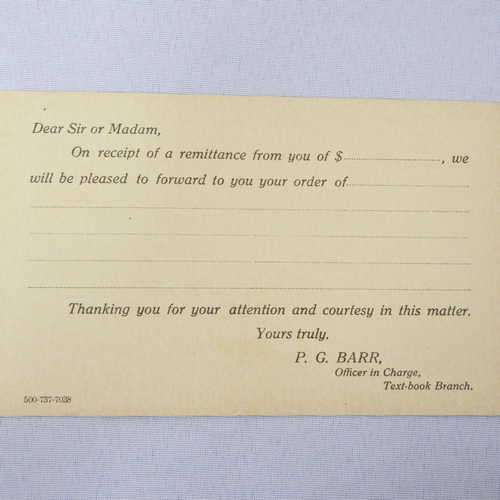 Dear Sir or Madam,
On receipt of a remittance from you of $ , we
will be pleased to forward to you your order of
Thanking you for your attention and courtesy in this matter.
Yours truly,
P. G. BARR,
Officer in Charge,
Text-book Branch.
500-737-7038